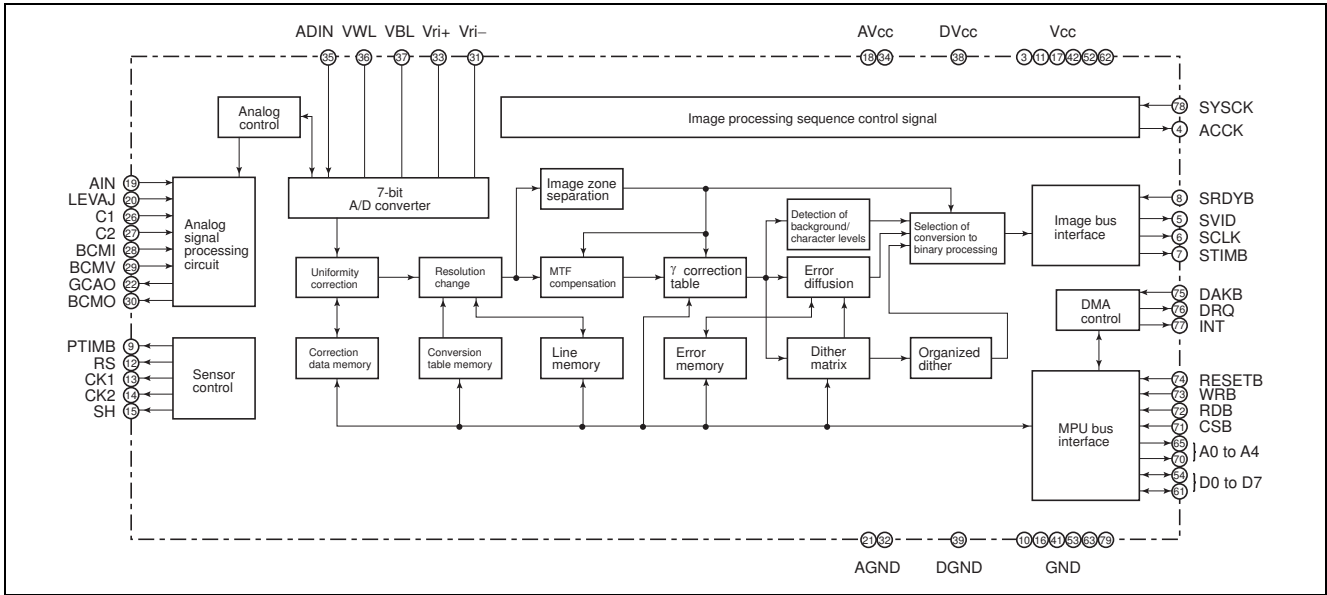 ADIN VWL VBL Vri+ Vri−
35 36 37 33 31
AVcc DVcc Vcc
18 34 38 3 11 17 42 52 62
Analog
control
Image processing sequence control signal
78 SYSCK
4 ACCK
AIN 19
LEVAJ 20
C1 26
C2 27
BCMI 28
BCMV 29
GCAO 22
BCMO 30
Analog
signal
processing
circuit
7-bit
A/D converter
Image zone
separation
Detection of
background/
character levels
Selection of
conversion to
binary processing
Image bus
interface
8 SRDYB
5 SVID
6 SCLK
7 STIMB
Uniformity
correction
Resolution
change
MTF
compensation
γ correction
table
Error
diffusion
DMA
control
75 DAKB
76 DRQ
77 INT
PTIMB 9
RS 12
CK1 13
CK2 14
SH 15
Sensor
control
Correction
data memory
Conversion
table memory
Line
memory
Error
memory
Dither
matrix
Organized
dither
MPU bus
interface
74 RESETB
73 WRB
72 RDB
71 CSB
65
70
} A0 to A4
54
61
} D0 to D7
21 32 39 10 16 41 53 63 79
AGND DGND GND